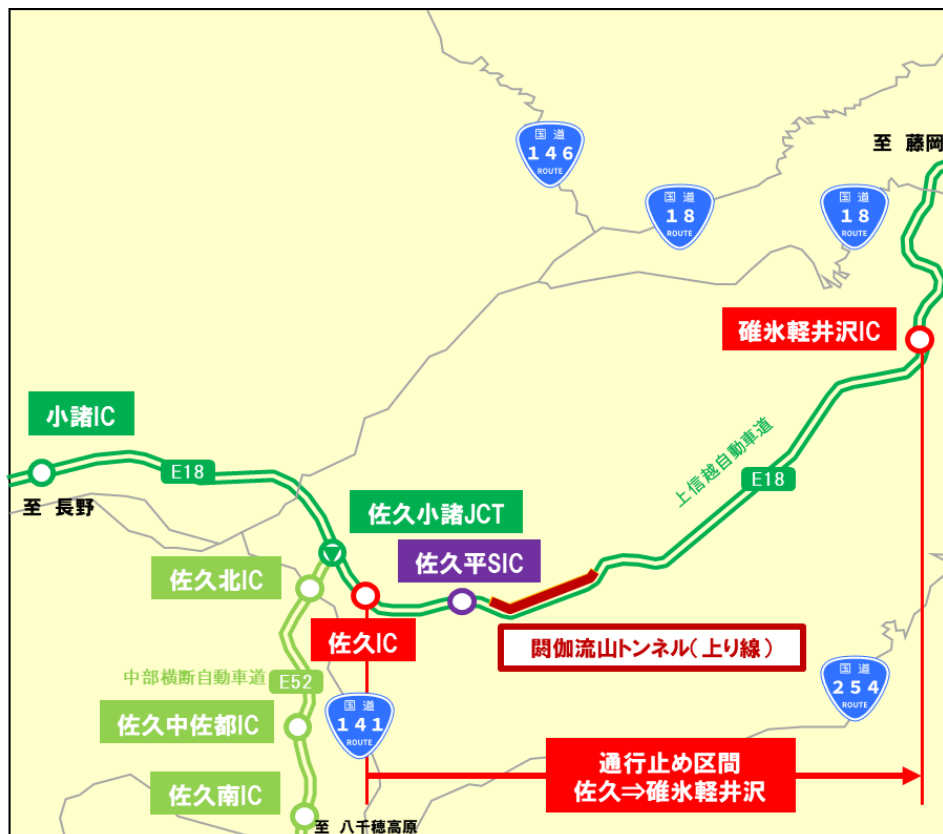 国道
146
ROUTE
至 藤岡
国道
18
ROUTE
国道
18
ROUTE
碓氷軽井沢IC
小諸IC
上信越自動車道
E18
E18
至 長野
佐久小諸JCT
佐久平SIC
佐久北IC
佐久IC
閼伽流山トンネル(上り線)
中部横断自動車道
E52
国道
254
ROUTE
国道
141
ROUTE
佐久中佐都IC
通行止め区間
佐久⇒碓氷軽井沢
佐久南IC
至 八千穂高原